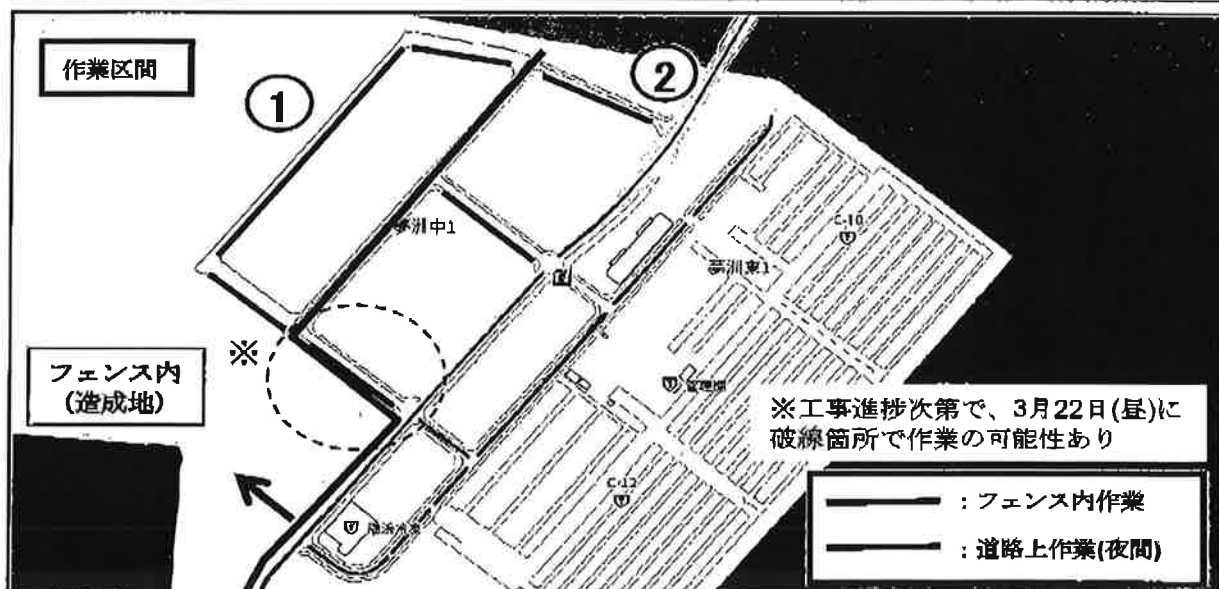 作業区間
①
②
夢洲中1
C-10
夢洲東1
※
フェンス内
(造成地)
管理棟
※工事進捗次第で、3月22日(昼)に
破線箇所で作業の可能性あり
C-12
：フェンス内作業
：道路上作業(夜間)